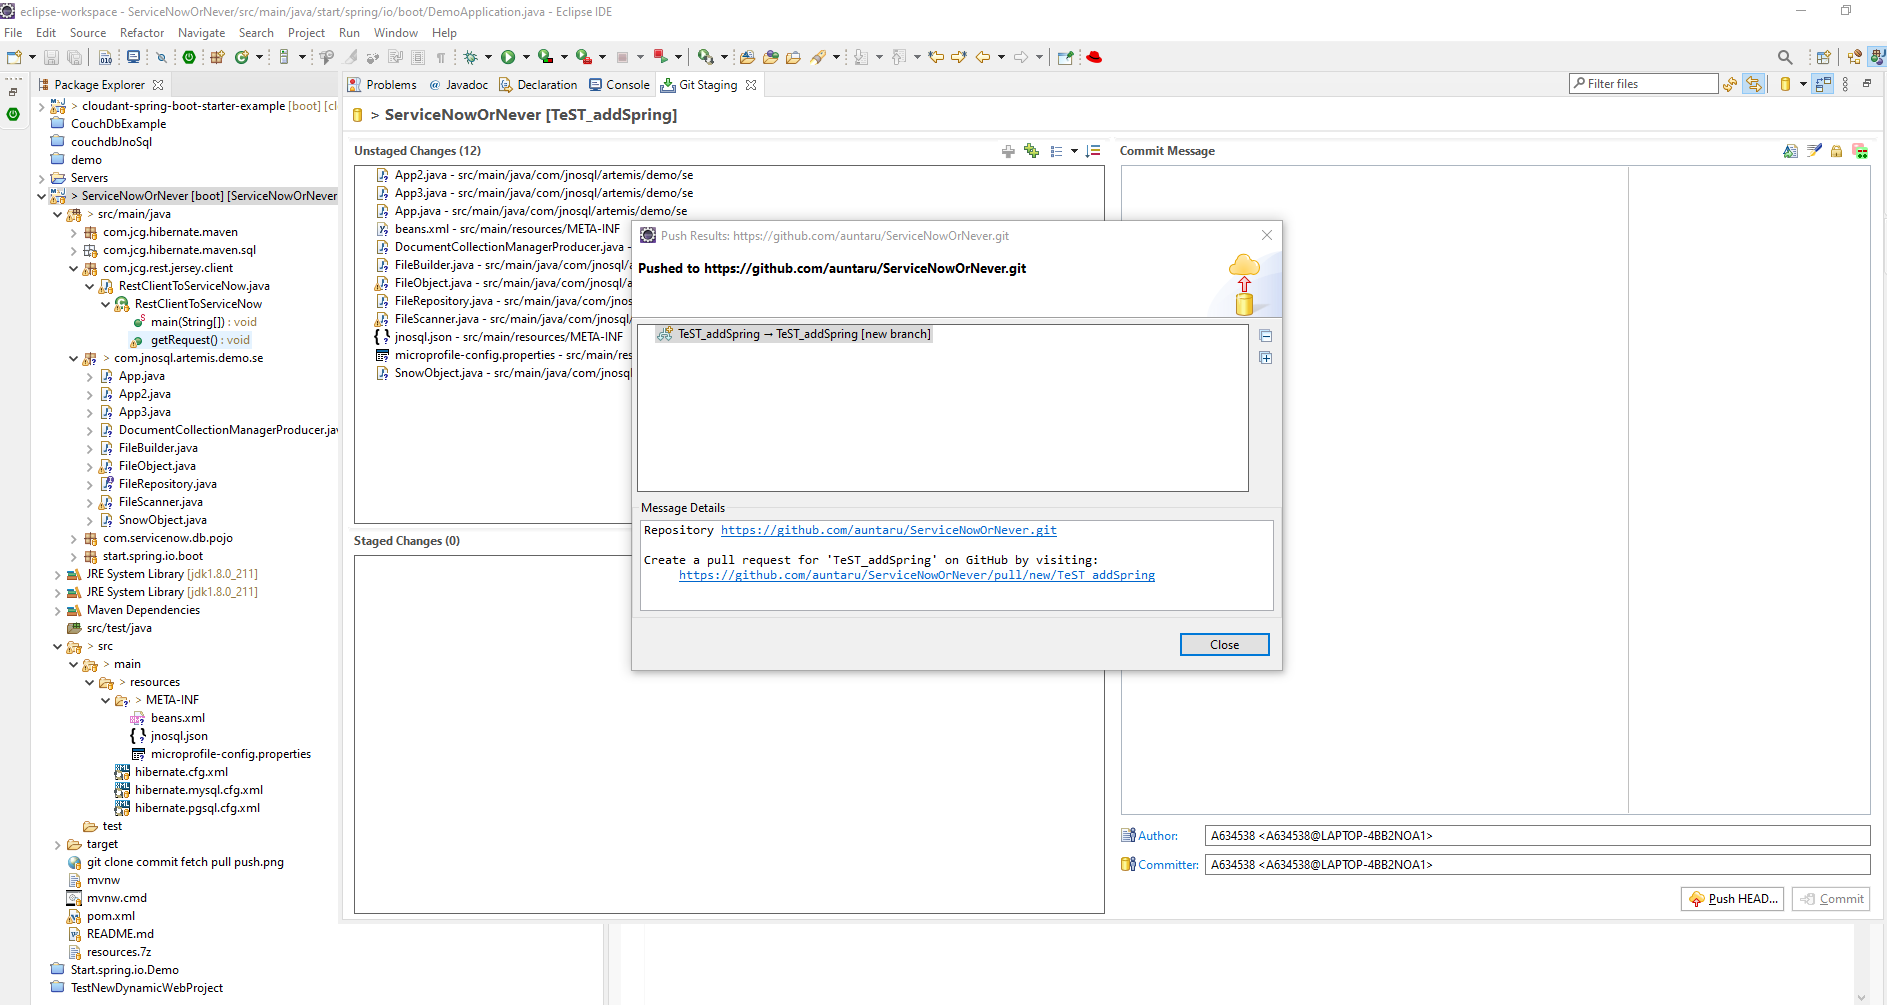 eclipse-workspace - ServiceNowOrNever/src/main/java/start/spring/io/boot/DemoApplication.java - Eclipse IDE
File Edit Source Refactor Navigate Search Project Run Window Help
Package Explorer
> cloudant-spring-boot-starter-example [boot] [cl
CouchDbExample
couchdbJnoSql
demo
Servers
> ServiceNowOrNever [boot] [ServiceNowOrNever
> src/main/java
com.jcg.hibernate.maven
com.jcg.hibernate.maven.sql
com.jcg.rest.jersey.client
RestClientToServiceNow.java
RestClientToServiceNow
main(String[]) : void
getRequest() : void
> com.jnosql.artemis.demo.se
App.java
App2.java
App3.java
DocumentCollectionManagerProducer.jav
FileBuilder.java
FileObject.java
FileRepository.java
FileScanner.java
SnowObject.java
com.servicenow.db.pojo
start.spring.io.boot
JRE System Library [jdk1.8.0_211]
JRE System Library [jdk1.8.0_211]
Maven Dependencies
src/test/java
> src
> main
> resources
> META-INF
beans.xml
jnosql.json
microprofile-config.properties
hibernate.cfg.xml
hibernate.mysql.cfg.xml
hibernate.pgsql.cfg.xml
test
target
git clone commit fetch pull push.png
mvnw
mvnw.cmd
pom.xml
README.md
resources.7z
Start.spring.io.Demo
TestNewDynamicWebProject
Problems @ Javadoc Declaration Console Git Staging
Filter files
> ServiceNowOrNever [TeST_addSpring]
Unstaged Changes (12)
App2.java - src/main/java/com/jnosql/artemis/demo/se
App3.java - src/main/java/com/jnosql/artemis/demo/se
App.java - src/main/java/com/jnosql/artemis/demo/se
beans.xml - src/main/resources/META-INF
DocumentCollectionManagerProducer.java -
FileBuilder.java - src/main/java/com/jnosql/a
FileObject.java - src/main/java/com/jnosql/a
FileRepository.java - src/main/java/com/jnos
FileScanner.java - src/main/java/com/jnosql/
jnosql.json - src/main/resources/META-INF
microprofile-config.properties - src/main/res
SnowObject.java - src/main/java/com/jnosql
Staged Changes (0)
Commit Message
Push Results: https://github.com/auntaru/ServiceNowOrNever.git
Pushed to https://github.com/auntaru/ServiceNowOrNever.git
TeST_addSpring → TeST_addSpring [new branch]
Message Details
Repository https://github.com/auntaru/ServiceNowOrNever.git
Create a pull request for 'TeST_addSpring' on GitHub by visiting:
https://github.com/auntaru/ServiceNowOrNever/pull/new/TeST_addSpring
Close
Author: A634538 <A634538@LAPTOP-4BB2NOA1>
Committer: A634538 <A634538@LAPTOP-4BB2NOA1>
Push HEAD... Commit